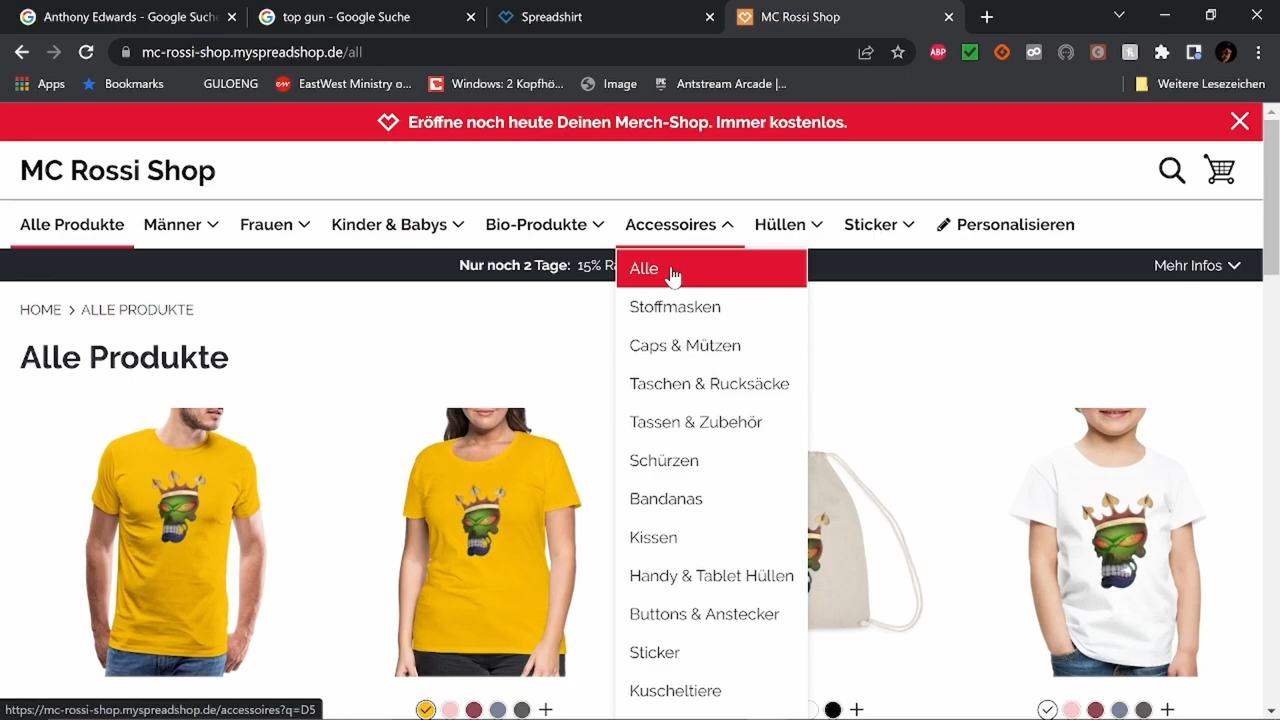 Anthony Edwards - Google Suche
top gun - Google Suche
Spreadshirt
MC Rossi Shop
mc-rossi-shop.myspreadshop.de/all
ABP
Apps
Bookmarks
GULOENG
EastWest Ministry o...
Windows: 2 Kopfhö...
Image
Antstream Arcade |...
Weitere Lesezeichen
Eröffne noch heute Deinen Merch-Shop. Immer kostenlos.
MC Rossi Shop
Alle Produkte Männer Frauen Kinder & Babys Bio-Produkte Accessoires Hüllen Sticker Personalisieren
Nur noch 2 Tage: 15% Ra
Mehr Infos
Alle
Stoffmasken
Caps & Mützen
Taschen & Rucksäcke
Tassen & Zubehör
Schürzen
Bandanas
Kissen
Handy & Tablet Hüllen
Buttons & Anstecker
Sticker
Kuscheltiere
HOME > ALLE PRODUKTE
Alle Produkte
https://mc-rossi-shop.myspreadshop.de/accessoires?q=D5